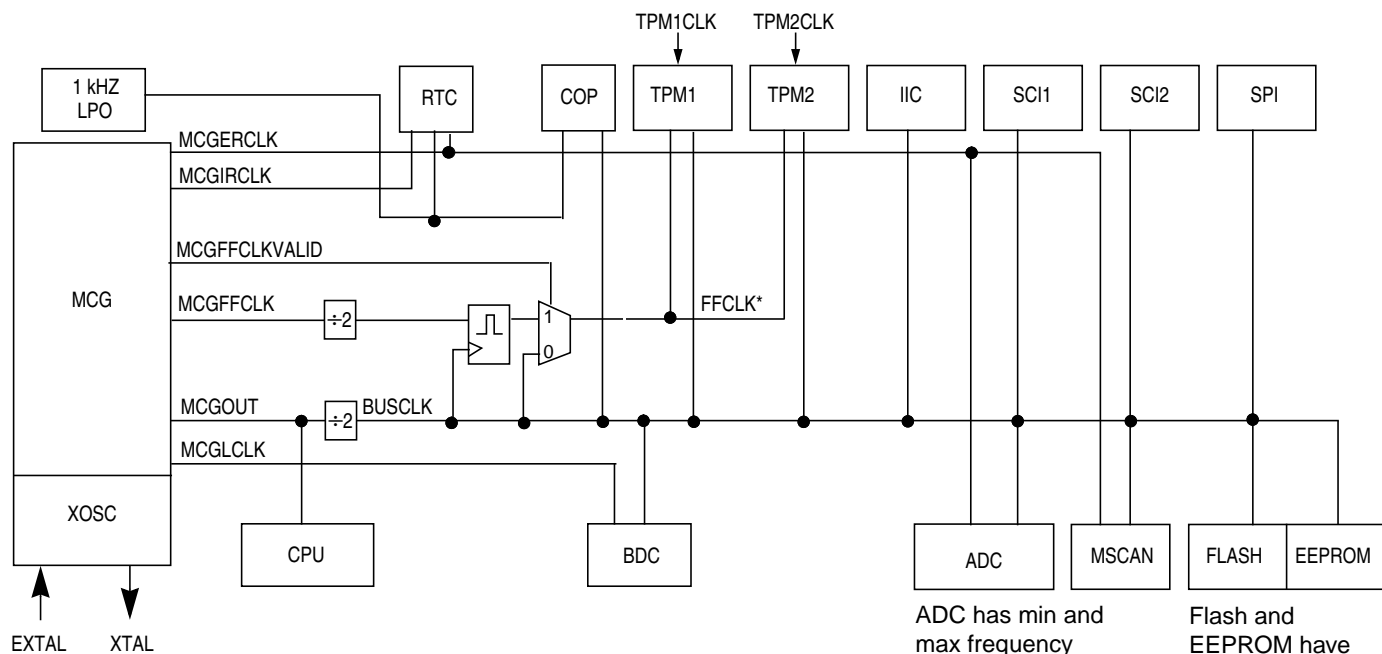 TPM1CLK TPM2CLK
1 kHZ
LPO
RTC COP TPM1 TPM2 IIC SCI1 SCI2 SPI
MCGERCLK
MCGIRCLK
MCGFFCLKVALID
MCG
MCGFFCLK
÷2
1
0
FFCLK*
MCGOUT
÷2
BUSCLK
MCGLCLK
XOSC
CPU BDC ADC MSCAN FLASH EEPROM
EXTAL XTAL
ADC has min and
max frequency
Flash and
EEPROM have